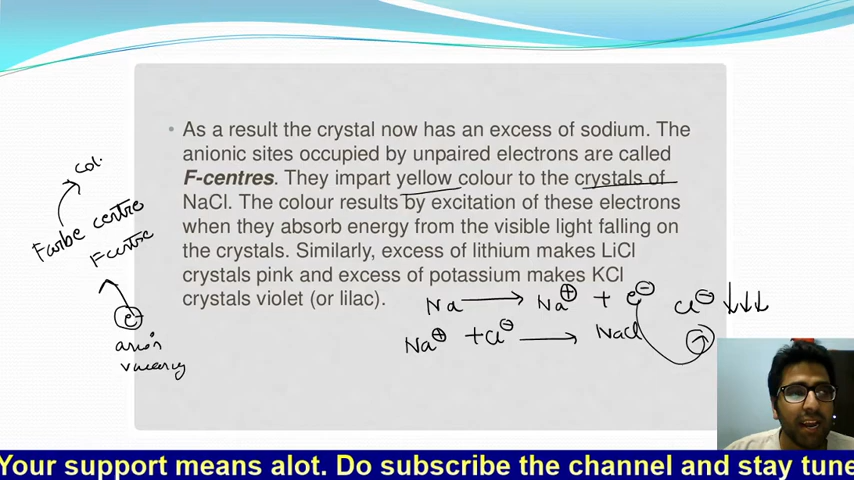 • As a result the crystal now has an excess of sodium. The
anionic sites occupied by unpaired electrons are called
F-centres. They impart yellow colour to the crystals of
NaCl. The colour results by excitation of these electrons
when they absorb energy from the visible light falling on
the crystals. Similarly, excess of lithium makes LiCl
crystals pink and excess of potassium makes KCl
crystals violet (or lilac).
col.
Farbe centre
F centre
e⁻
anion
vacancy
Na → Na⊕ + e⊖ Cl⊖ ↓↓↓
Na⊕ + Cl⊖ → NaCl
Your support means alot. Do subscribe the channel and stay tune